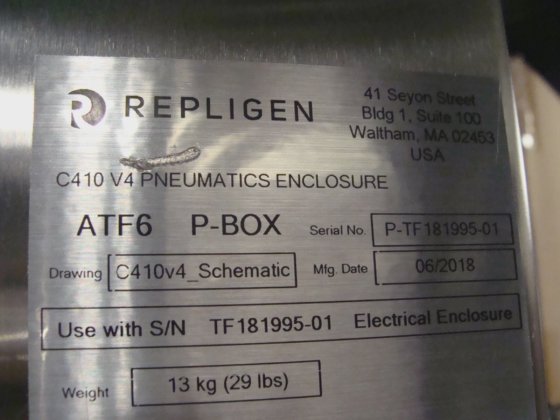 REPLIGEN
41 Seyon Street
Bldg 1, Suite 100
Waltham, MA 02453
USA
C410 V4 PNEUMATICS ENCLOSURE
ATF6 P-BOX Serial No. P-TF181995-01
Drawing C410v4_Schematic Mfg. Date 06/2018
Use with S/N TF181995-01 Electrical Enclosure
Weight 13 kg (29 lbs)